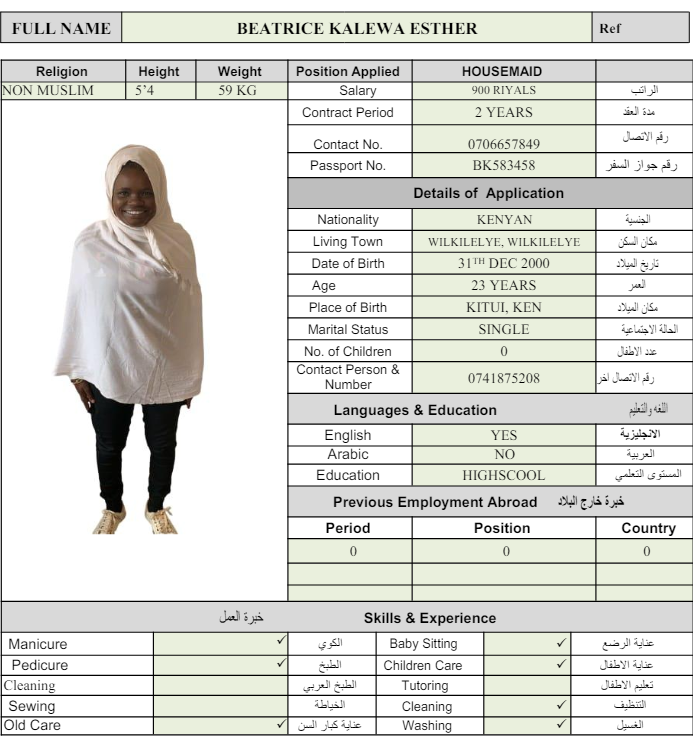 FULL NAME BEATRICE KALEWA ESTHER Ref
Religion Height Weight Position Applied HOUSEMAID
NON MUSLIM 5'4 59 KG Salary 900 RIYALS الراتب
Contract Period 2 YEARS مدة العقد
Contact No. 0706657849 رقم الاتصال
Passport No. BK583458 رقم جواز السفر
Details of Application
Nationality KENYAN الجنسية
Living Town WILKILELYE, WILKILELYE مكان السكن
Date of Birth 31TH DEC 2000 تاريخ الميلاد
Age 23 YEARS العمر
Place of Birth KITUI, KEN مكان الميلاد
Marital Status SINGLE الحالة الاجتماعية
No. of Children 0 عدد الاطفال
Contact Person &
Number 0741875208 رقم الاتصال اخر
Languages & Education اللغه والتعليم
English YES الانجليزية
Arabic NO العربية
Education HIGHSCOOL المستوى التعلمي
Previous Employment Abroad خبرة خارج البلاد
Period Position Country
0 0 0
خبرة العمل Skills & Experience
Manicure ✓ الكوي Baby Sitting ✓ عناية الرضع
Pedicure ✓ الطبخ Children Care ✓ عناية الاطفال
Cleaning الطبخ العربي Tutoring تعليم الاطفال
Sewing الخياطة Cleaning ✓ التنظيف
Old Care ✓ عناية كبار السن Washing ✓ الغسيل